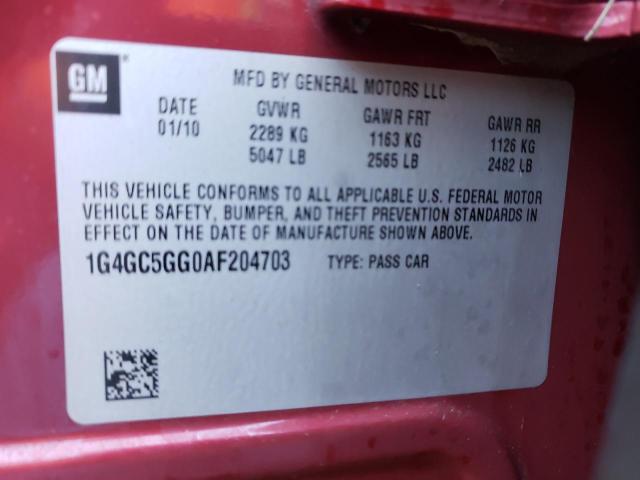 GM
MFD BY GENERAL MOTORS LLC
DATE GVWR GAWR FRT GAWR RR
01/10 2289 KG 1163 KG 1126 KG
5047 LB 2565 LB 2482 LB
THIS VEHICLE CONFORMS TO ALL APPLICABLE U.S. FEDERAL MOTOR
VEHICLE SAFETY, BUMPER, AND THEFT PREVENTION STANDARDS IN
EFFECT ON THE DATE OF MANUFACTURE SHOWN ABOVE.
1G4GC5GG0AF204703 TYPE: PASS CAR